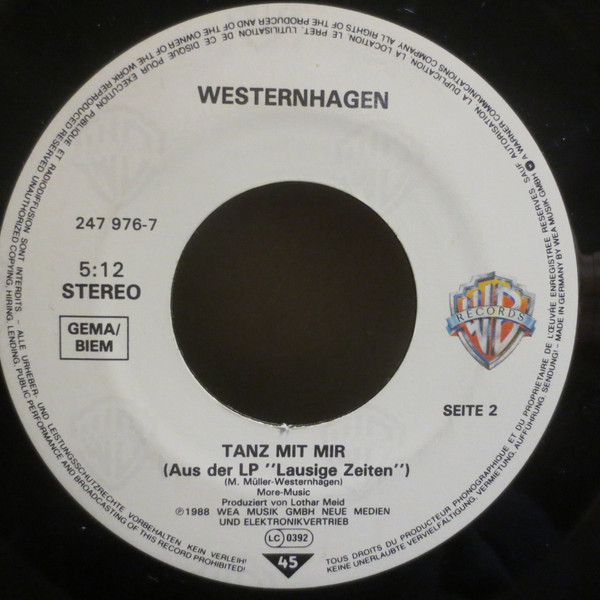 WESTERNHAGEN
247 976-7
5:12
STEREO
GEMA/
BIEM
WB
RECORDS
SEITE 2
TANZ MIT MIR
(Aus der LP "Lausige Zeiten")
(M. Müller-Westernhagen)
More-Music
Produziert von Lothar Meid
Ⓟ1988 WEA MUSIK GMBH NEUE MEDIEN
UND ELEKTRONIKVERTRIEB
LC 0392
45
ALLE URHEBER- UND LEISTUNGSSCHUTZRECHTE VORBEHALTEN KEIN VERLEIH! KEINE UNERLAUBTE VERVIELFÄLTIGUNG, VERMIETUNG, AUFFÜHRUNG, SENDUNG! - MADE IN GERMANY BY WEA MUSIK GMBH A WARNER COMMUNICATIONS COMPANY ALL RIGHTS OF THE PRODUCER AND OF THE OWNER OF THE WORK REPRODUCED RESERVED UNAUTHORIZED COPYING, HIRING, LENDING, PUBLIC PERFORMANCE AND BROADCASTING OF THIS RECORD PROHIBITED!
TOUS DROITS DU PRODUCTEUR PHONOGRAPHIQUE ET DU PROPRIETAIRE DE L'ŒUVRE ENREGISTREE RESERVES SAUF AUTORISATION, LA DUPLICATION, LA LOCATION, LE PRET, L'UTILISATION DE CE DISQUE POUR EXECUTION PUBLIQUE ET RADIODIFFUSION SONT INTERDITS -